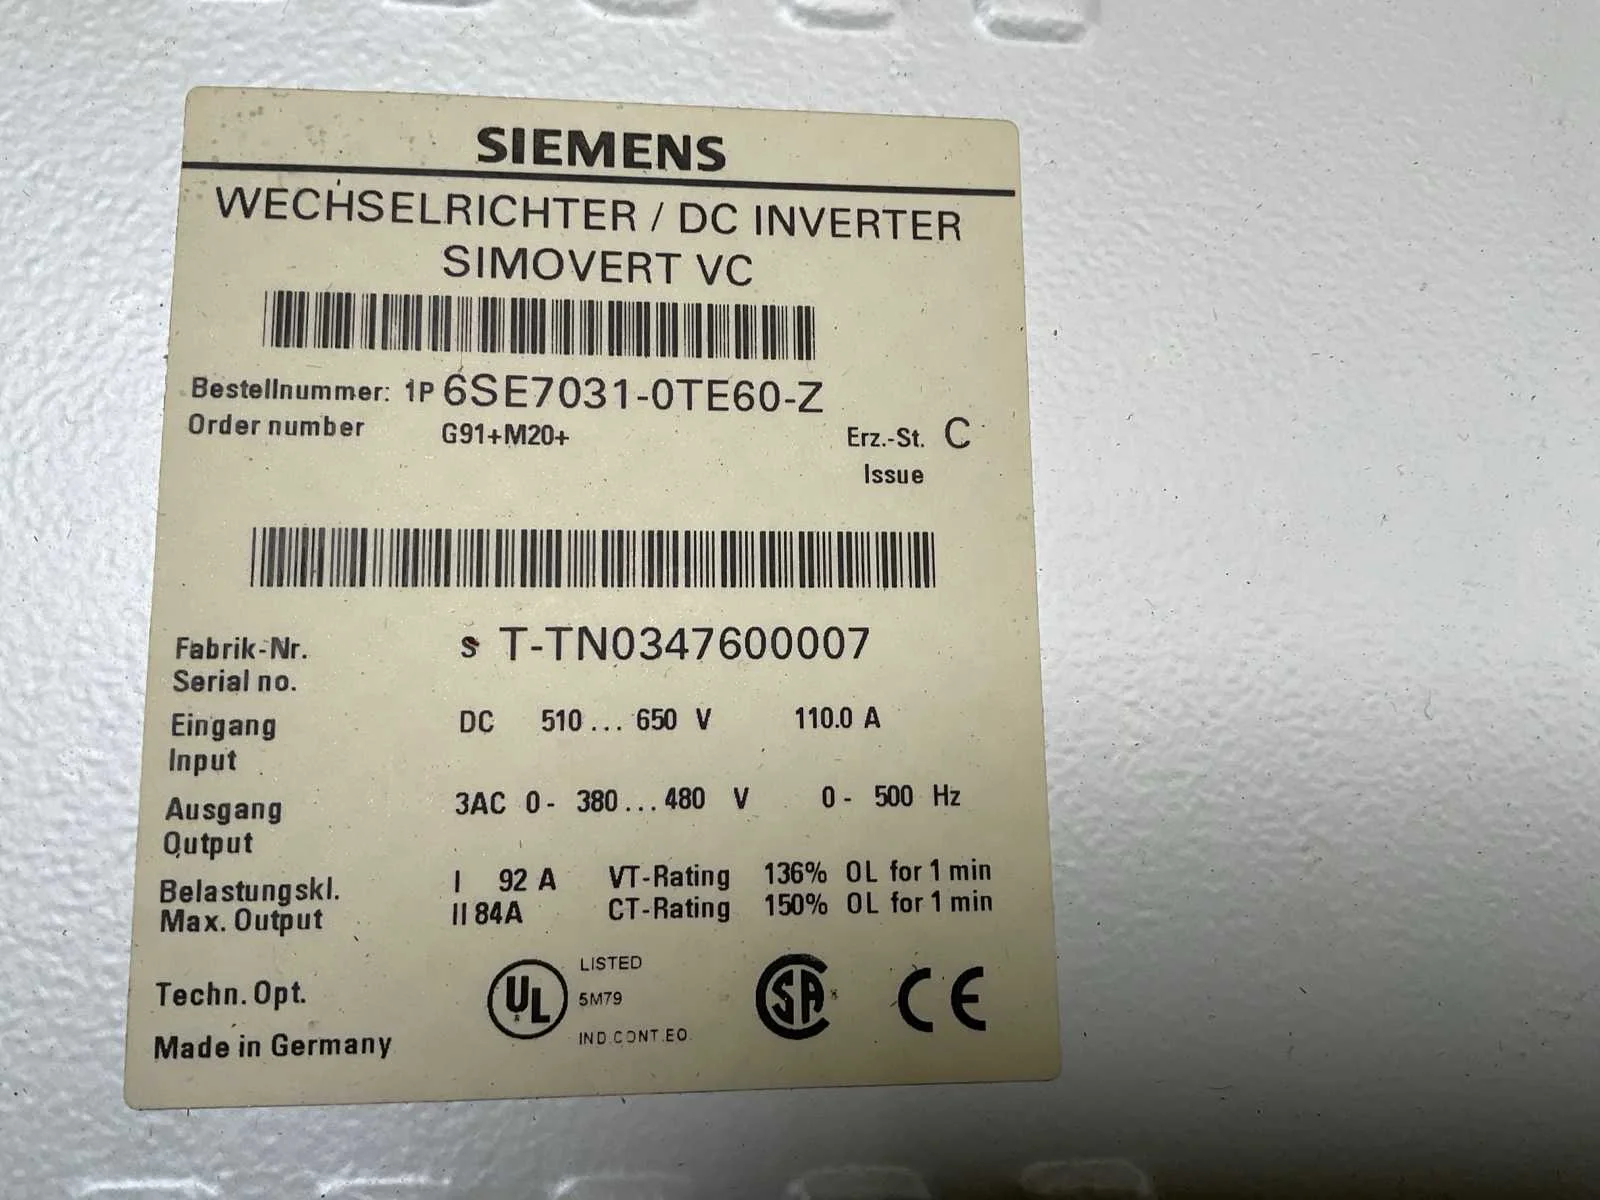 SIEMENS
WECHSELRICHTER / DC INVERTER
SIMOVERT VC
Bestellnummer: 1P 6SE7031-0TE60-Z
Order number G91+M20+
Erz.-St. C
Issue
Fabrik-Nr. S T-TN0347600007
Serial no.
Eingang DC 510...650 V 110.0 A
Input
Ausgang 3AC 0- 380...480 V 0- 500 Hz
Output
Belastungskl. I 92 A VT-Rating 136% OL for 1 min
Max. Output II 84A CT-Rating 150% OL for 1 min
Techn. Opt.
UL
LISTED
5M79
IND.CONT.EQ.
SA
CE
Made in Germany